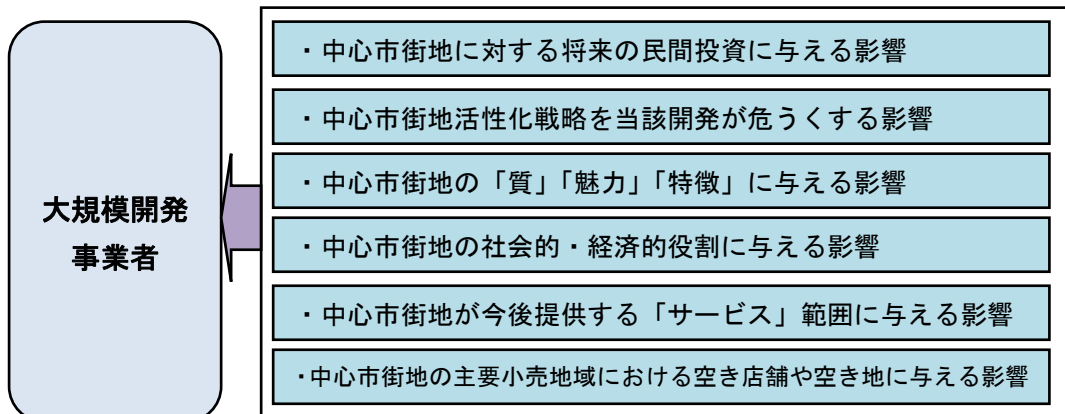 大規模開発
事業者
・中心市街地に対する将来の民間投資に与える影響
・中心市街地活性化戦略を当該開発が危うくする影響
・中心市街地の「質」「魅力」「特徴」に与える影響
・中心市街地の社会的・経済的役割に与える影響
・中心市街地が今後提供する「サービス」範囲に与える影響
・中心市街地の主要小売地域における空き店舗や空き地に与える影響